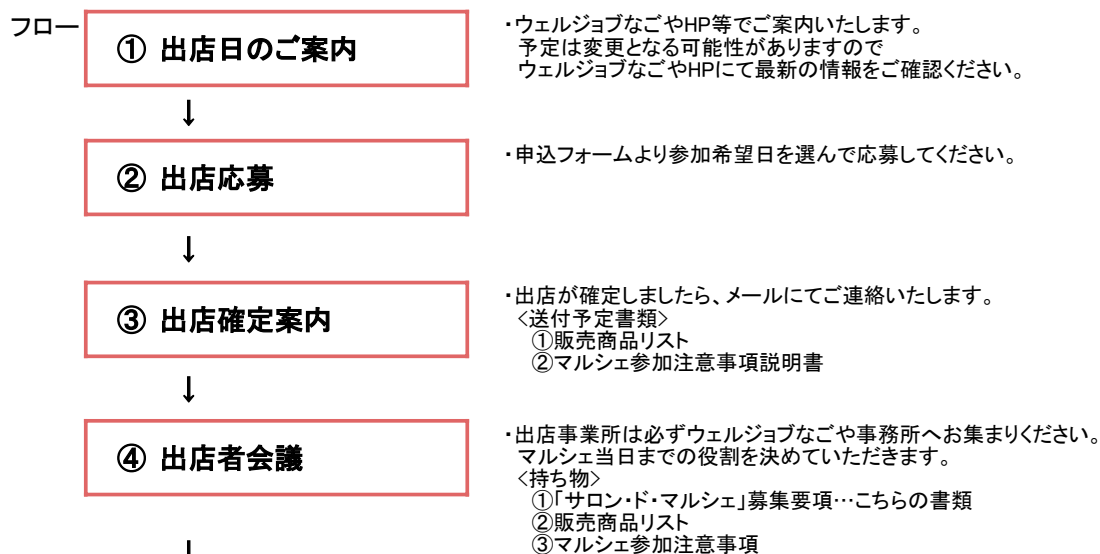 フロー
① 出店日のご案内
・ウェルジョブなごやHP等でご案内いたします。
予定は変更となる可能性がありますので
ウェルジョブなごやHPにて最新の情報をご確認ください。
↓
② 出店応募
・申込フォームより参加希望日を選んで応募してください。
↓
③ 出店確定案内
・出店が確定しましたら、メールにてご連絡いたします。
<送付予定書類>
①販売商品リスト
②マルシェ参加注意事項説明書
↓
④ 出店者会議
・出店事業所は必ずウェルジョブなごや事務所へお集まりください。
マルシェ当日までの役割を決めていただきます。
<持ち物>
①「サロン・ド・マルシェ」募集要項…こちらの書類
②販売商品リスト
③マルシェ参加注意事項